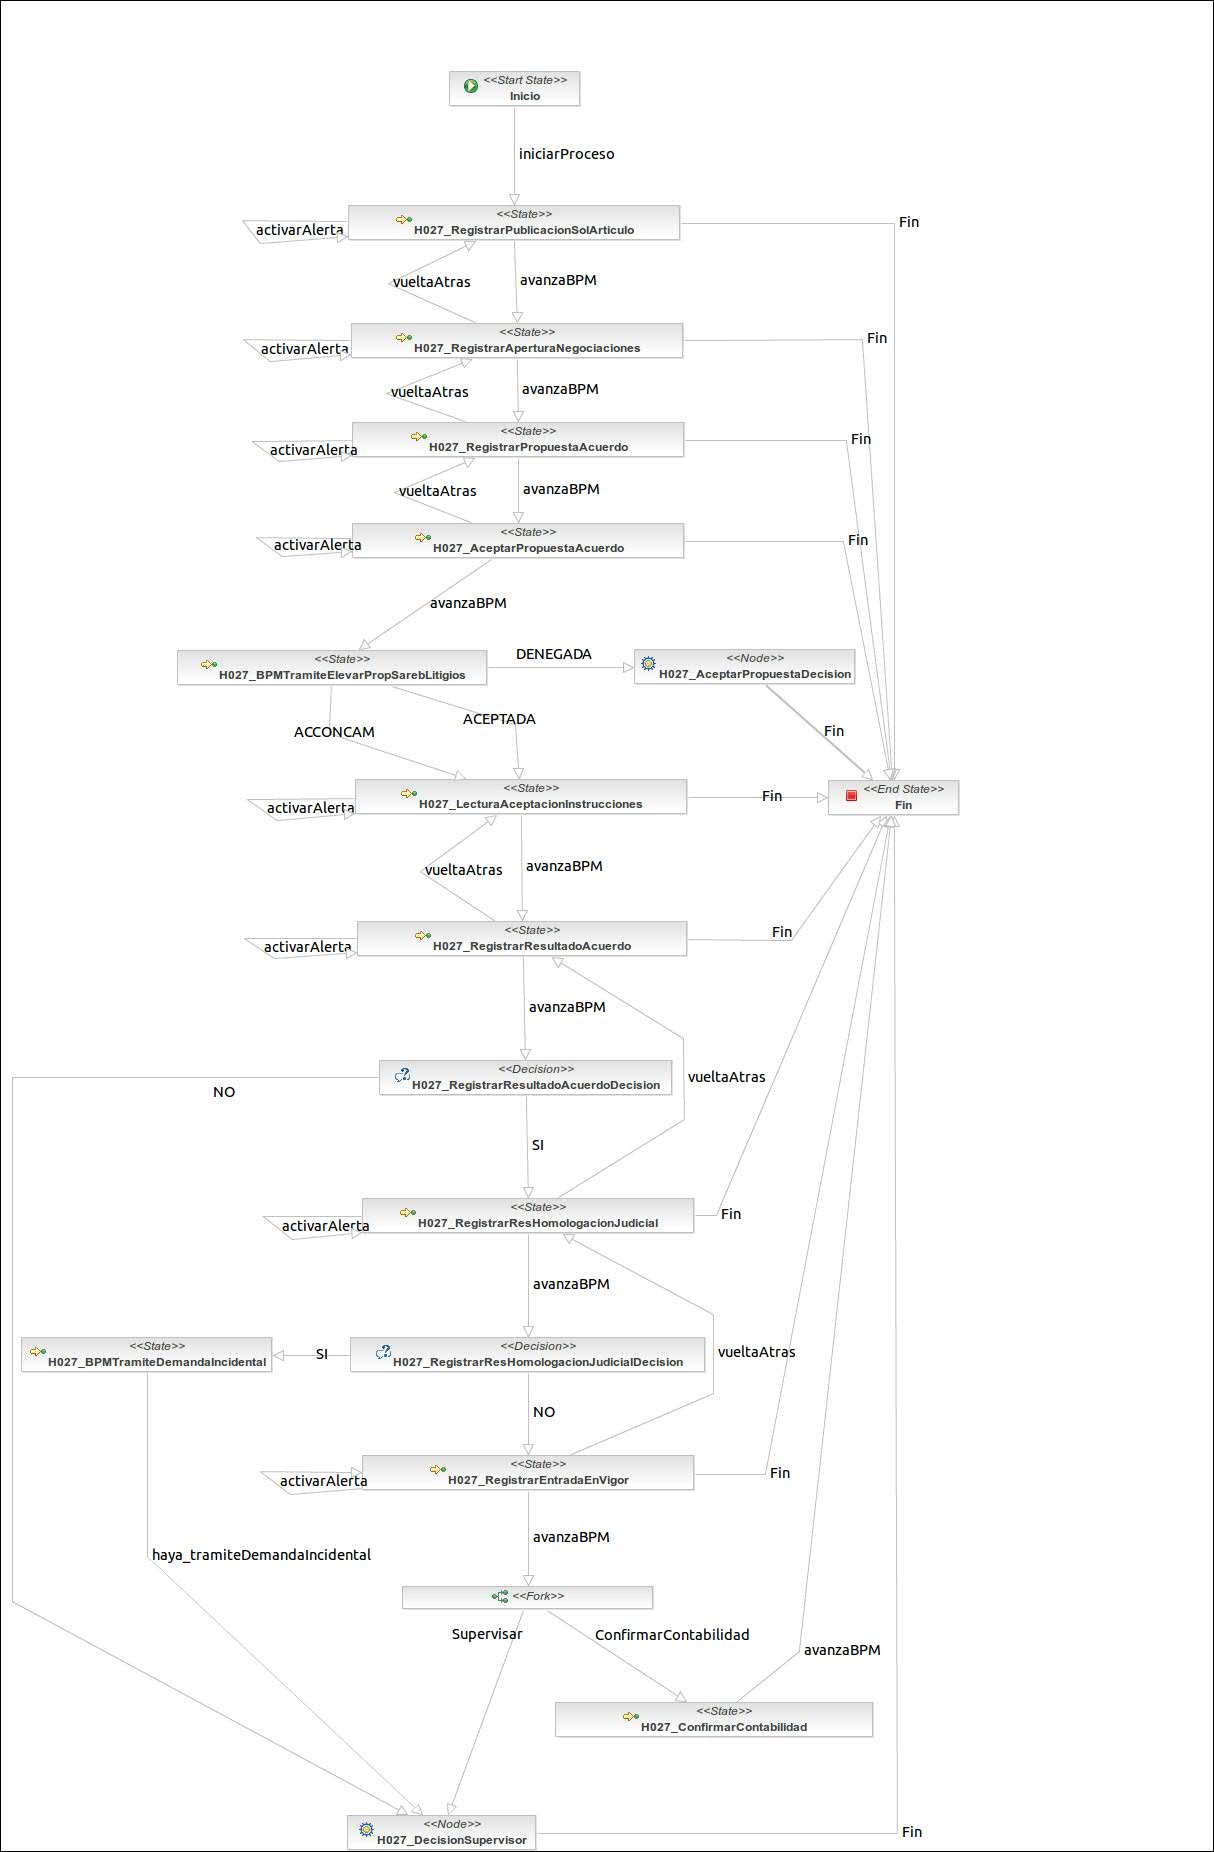 <<Start State>>
Inicio
iniciarProceso
<<State>>
H027_RegistrarPublicacionSolArticulo
activarAlerta
Fin
vueltaAtras
avanzaBPM
<<State>>
H027_RegistrarAperturaNegociaciones
activarAlerta
Fin
vueltaAtras
avanzaBPM
<<State>>
H027_RegistrarPropuestaAcuerdo
activarAlerta
Fin
vueltaAtras
avanzaBPM
<<State>>
H027_AceptarPropuestaAcuerdo
activarAlerta
Fin
avanzaBPM
<<State>>
H027_BPMTramiteElevarPropSarebLitigios
DENEGADA
<<Node>>
H027_AceptarPropuestaDecision
ACEPTADA
ACCONCAM
Fin
<<State>>
H027_LecturaAceptacionInstrucciones
activarAlerta
Fin
<<End State>>
Fin
vueltaAtras
avanzaBPM
<<State>>
H027_RegistrarResultadoAcuerdo
activarAlerta
Fin
avanzaBPM
<<Decision>>
H027_RegistrarResultadoAcuerdoDecision
NO
vueltaAtras
SI
<<State>>
H027_RegistrarResHomologacionJudicial
activarAlerta
Fin
avanzaBPM
<<State>>
H027_BPMTramiteDemandaIncidental
SI
<<Decision>>
H027_RegistrarResHomologacionJudicialDecision
vueltaAtras
NO
<<State>>
H027_RegistrarEntradaEnVigor
activarAlerta
Fin
avanzaBPM
haya_tramiteDemandaIncidental
<<Fork>>
Supervisar
ConfirmarContabilidad
avanzaBPM
<<State>>
H027_ConfirmarContabilidad
<<Node>>
H027_DecisionSupervisor
Fin